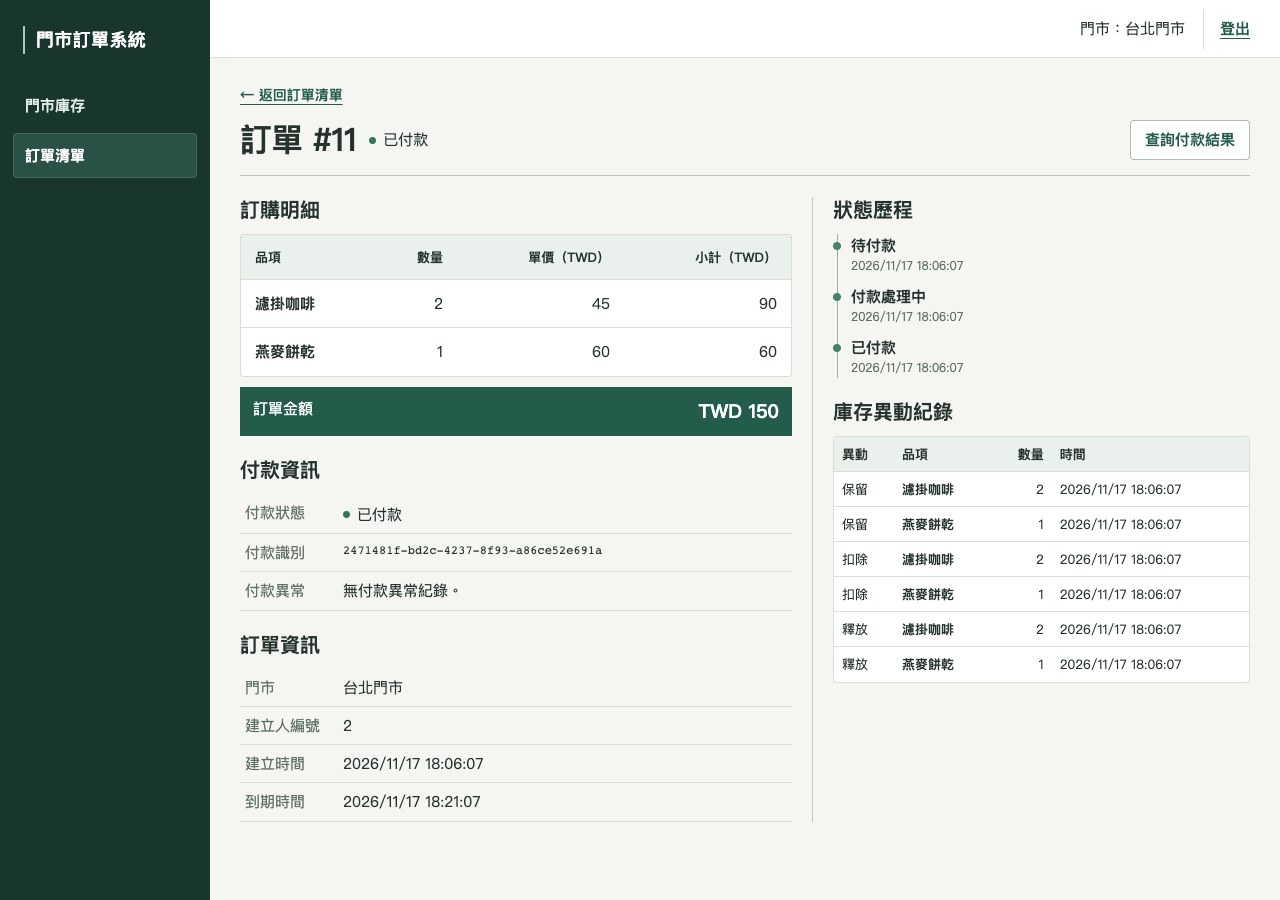 門市訂單系統
門市庫存
訂單清單
門市：台北門市
登出
← 返回訂單清單
訂單 #11
已付款
查詢付款結果
訂購明細
品項 數量 單價（TWD） 小計（TWD）
濾掛咖啡 2 45 90
燕麥餅乾 1 60 60
訂單金額 TWD 150
付款資訊
付款狀態 已付款
付款識別 2471481f-bd2c-4237-8f93-a86ce52e691a
付款異常 無付款異常紀錄。
訂單資訊
門市 台北門市
建立人編號 2
建立時間 2026/11/17 18:06:07
到期時間 2026/11/17 18:21:07
狀態歷程
待付款
2026/11/17 18:06:07
付款處理中
2026/11/17 18:06:07
已付款
2026/11/17 18:06:07
庫存異動紀錄
異動 品項 數量 時間
保留 濾掛咖啡 2 2026/11/17 18:06:07
保留 燕麥餅乾 1 2026/11/17 18:06:07
扣除 濾掛咖啡 2 2026/11/17 18:06:07
扣除 燕麥餅乾 1 2026/11/17 18:06:07
釋放 濾掛咖啡 2 2026/11/17 18:06:07
釋放 燕麥餅乾 1 2026/11/17 18:06:07